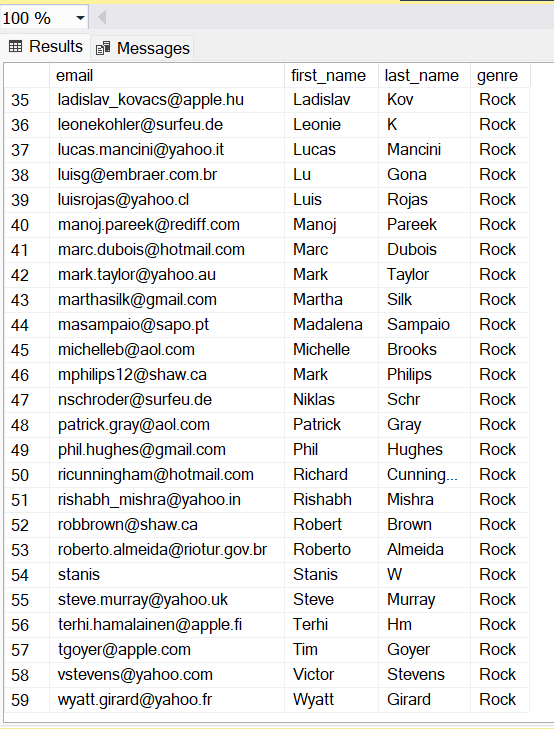 100 %
Results Messages
email first_name last_name genre
35 ladislav_kovacs@apple.hu Ladislav Kov Rock
36 leonekohler@surfeu.de Leonie K Rock
37 lucas.mancini@yahoo.it Lucas Mancini Rock
38 luisg@embraer.com.br Lu Gona Rock
39 luisrojas@yahoo.cl Luis Rojas Rock
40 manoj.pareek@rediff.com Manoj Pareek Rock
41 marc.dubois@hotmail.com Marc Dubois Rock
42 mark.taylor@yahoo.au Mark Taylor Rock
43 marthasilk@gmail.com Martha Silk Rock
44 masampaio@sapo.pt Madalena Sampaio Rock
45 michelleb@aol.com Michelle Brooks Rock
46 mphilips12@shaw.ca Mark Philips Rock
47 nschroder@surfeu.de Niklas Schr Rock
48 patrick.gray@aol.com Patrick Gray Rock
49 phil.hughes@gmail.com Phil Hughes Rock
50 ricunningham@hotmail.com Richard Cunning... Rock
51 rishabh_mishra@yahoo.in Rishabh Mishra Rock
52 robbrown@shaw.ca Robert Brown Rock
53 roberto.almeida@riotur.gov.br Roberto Almeida Rock
54 stanis Stanis W Rock
55 steve.murray@yahoo.uk Steve Murray Rock
56 terhi.hamalainen@apple.fi Terhi Hm Rock
57 tgoyer@apple.com Tim Goyer Rock
58 vstevens@yahoo.com Victor Stevens Rock
59 wyatt.girard@yahoo.fr Wyatt Girard Rock